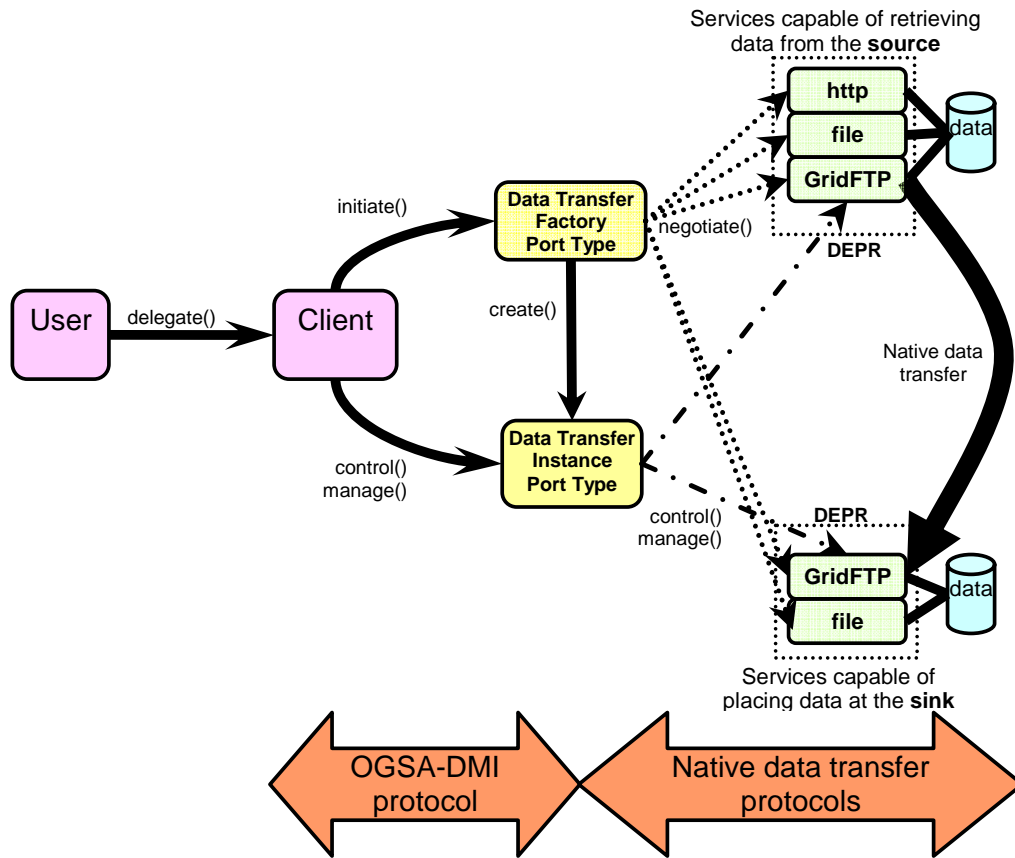 Services capable of retrieving
data from the source
http
file
GridFTP
data
DEPR
initiate()
Data Transfer
Factory
Port Type
negotiate()
User
delegate()
Client
create()
Native data
transfer
control()
manage()
Data Transfer
Instance
Port Type
control()
manage()
DEPR
GridFTP
file
data
Services capable of
placing data at the sink
OGSA-DMI
protocol
Native data transfer
protocols